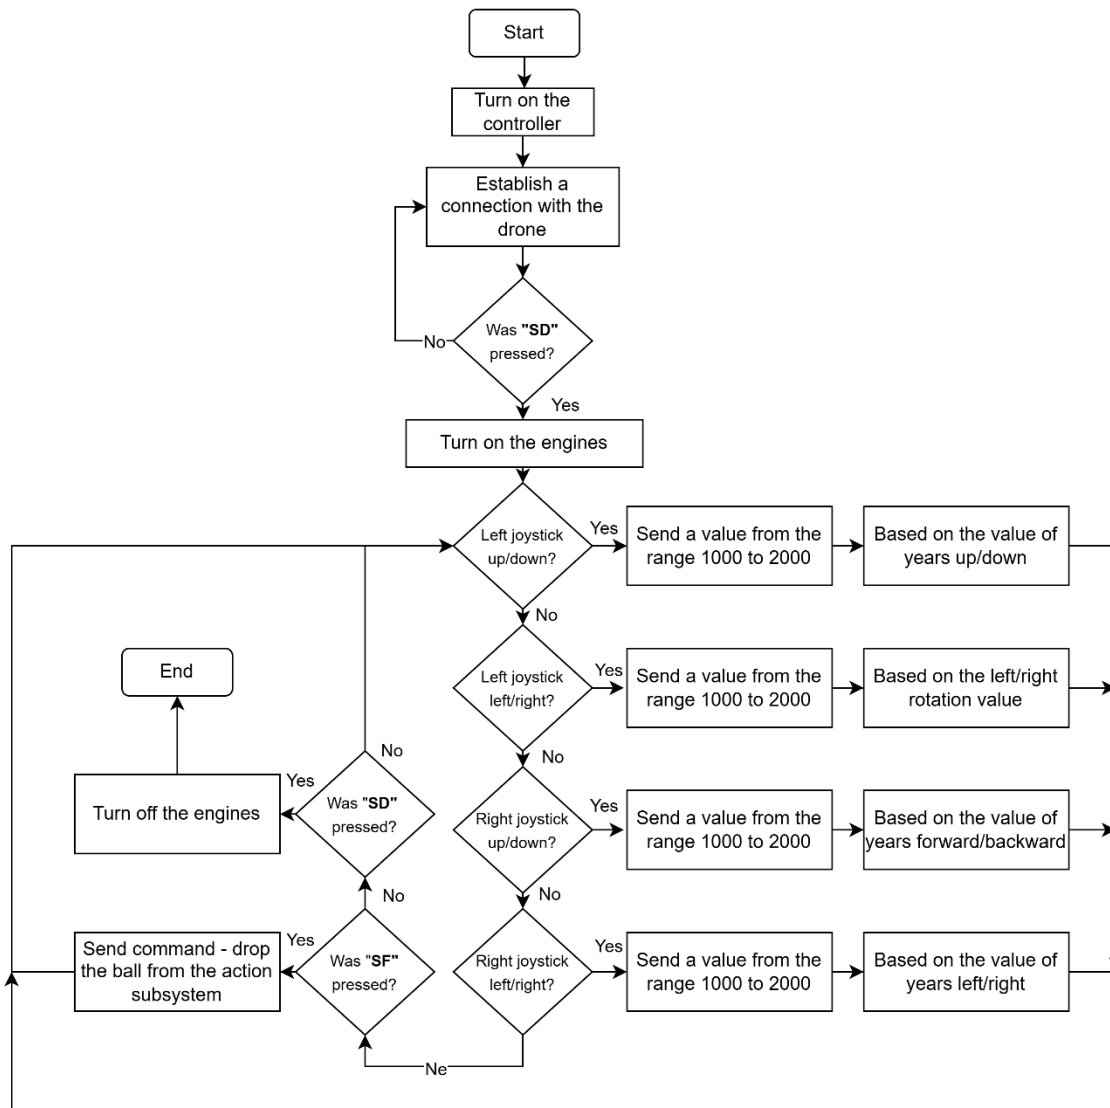 Start
Turn on the
controller
Establish a
connection with the
drone
Was "SD"
pressed?
No
Yes
Turn on the engines
Left joystick
up/down?
Yes
Send a value from the
range 1000 to 2000
Based on the value of
years up/down
No
Left joystick
left/right?
Yes
Send a value from the
range 1000 to 2000
Based on the left/right
rotation value
No
Right joystick
up/down?
Yes
Send a value from the
range 1000 to 2000
Based on the value of
years forward/backward
No
Right joystick
left/right?
Yes
Send a value from the
range 1000 to 2000
Based on the value of
years left/right
Ne
Was "SF"
pressed?
Yes
Send command - drop
the ball from the action
subsystem
No
Was "SD"
pressed?
No
Yes
Turn off the engines
End